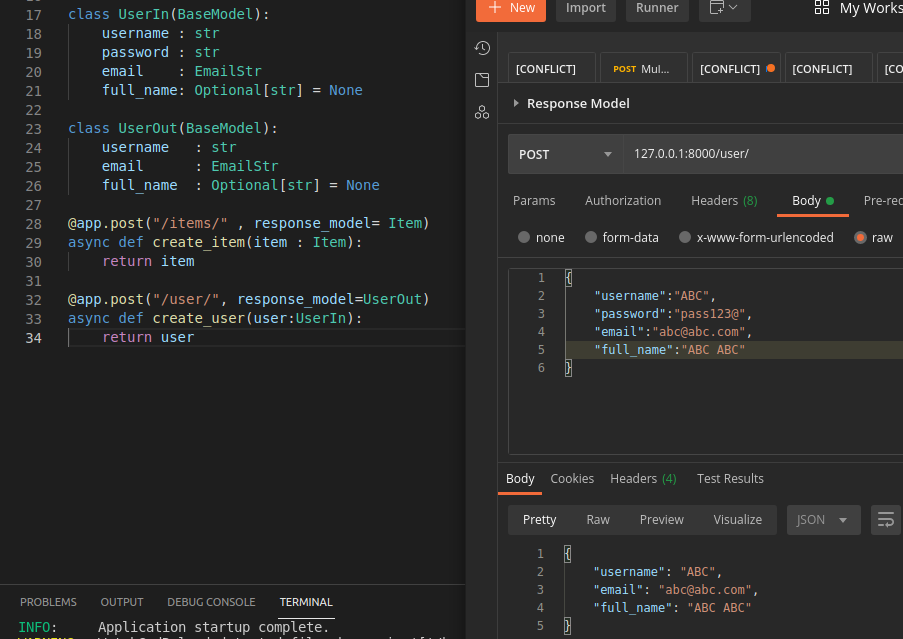 17 class UserIn(BaseModel):
18 username : str
19 password : str
20 email : EmailStr
21 full_name: Optional[str] = None
22
23 class UserOut(BaseModel):
24 username : str
25 email : EmailStr
26 full_name : Optional[str] = None
27
28 @app.post("/items/" , response_model= Item)
29 async def create_item(item : Item):
30 return item
31
32 @app.post("/user/", response_model=UserOut)
33 async def create_user(user:UserIn):
34 return user
PROBLEMS OUTPUT DEBUG CONSOLE TERMINAL
INFO: Application startup complete.
+ New Import Runner My Works
[CONFLICT] POST Mul... [CONFLICT] [CONFLICT] [CO
Response Model
POST 127.0.0.1:8000/user/
Params Authorization Headers (8) Body Pre-rec
none form-data x-www-form-urlencoded raw
1 {
2 "username":"ABC",
3 "password":"pass123@",
4 "email":"abc@abc.com",
5 "full_name":"ABC ABC"
6 }
Body Cookies Headers (4) Test Results
Pretty Raw Preview Visualize JSON
1 {
2 "username": "ABC",
3 "email": "abc@abc.com",
4 "full_name": "ABC ABC"
5 }